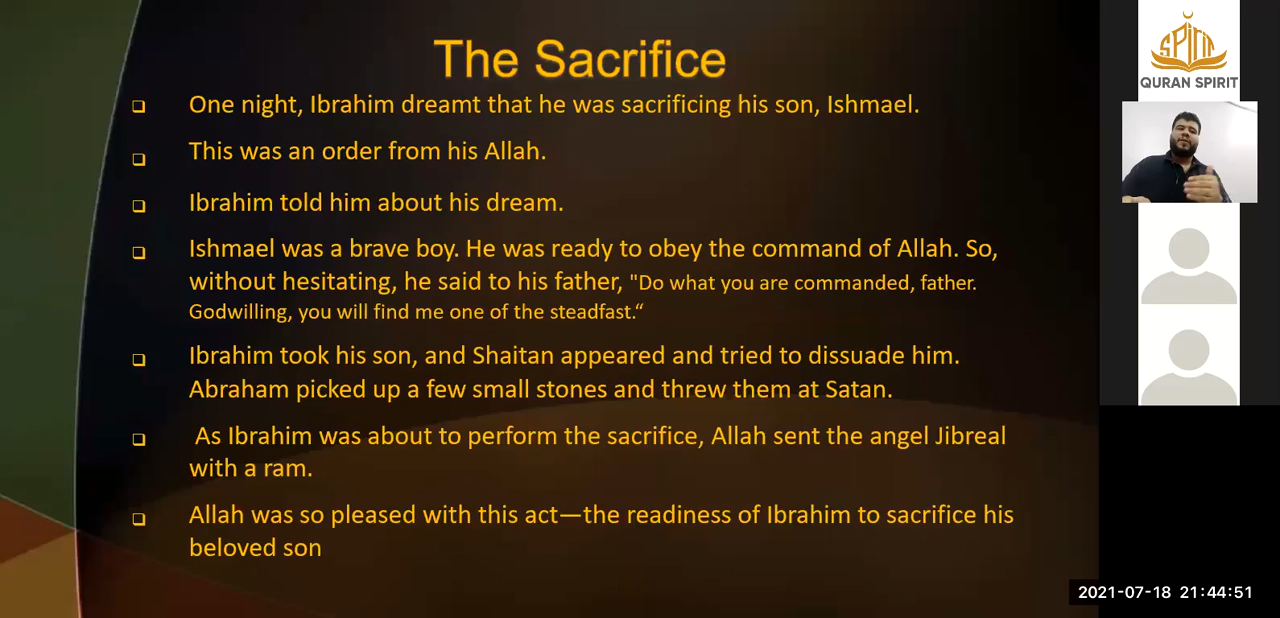 The Sacrifice
❑ One night, Ibrahim dreamt that he was sacrificing his son, Ishmael.
❑ This was an order from his Allah.
❑ Ibrahim told him about his dream.
❑ Ishmael was a brave boy. He was ready to obey the command of Allah. So,
without hesitating, he said to his father, "Do what you are commanded, father.
Godwilling, you will find me one of the steadfast.“
❑ Ibrahim took his son, and Shaitan appeared and tried to dissuade him.
Abraham picked up a few small stones and threw them at Satan.
❑ As Ibrahim was about to perform the sacrifice, Allah sent the angel Jibreal
with a ram.
❑ Allah was so pleased with this act—the readiness of Ibrahim to sacrifice his
beloved son
SPIRIT
QURAN SPIRIT
2021-07-18 21:44:51